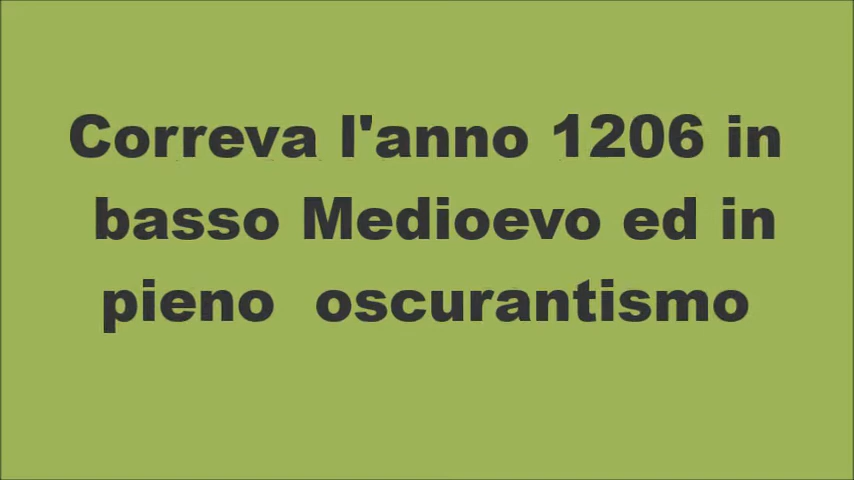 Correva l'anno 1206 in
basso Medioevo ed in
pieno oscurantismo